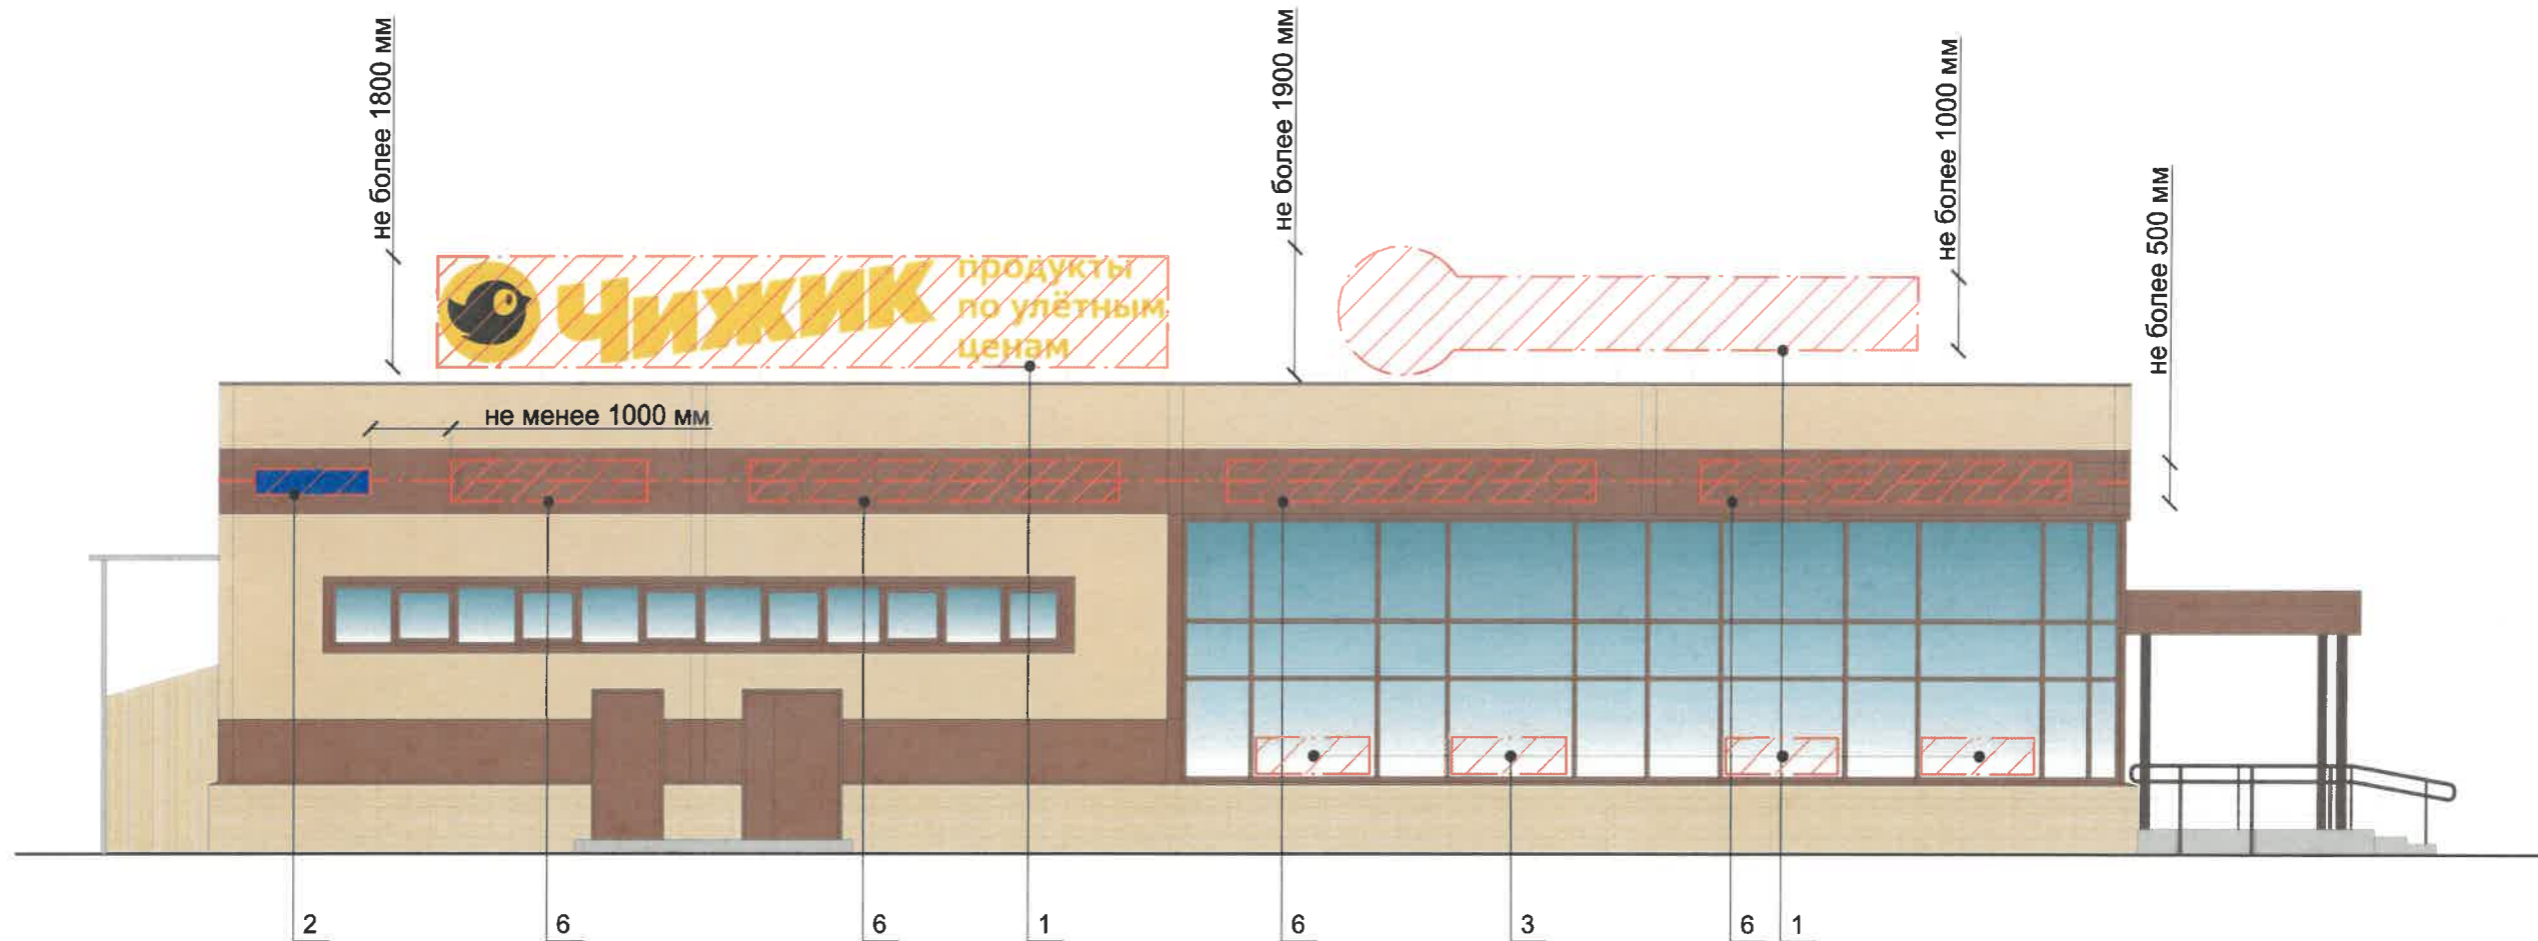 не более 1800 мм
не более 1900 мм
не более 1000 мм
не более 500 мм
Чижик
продукты
по улётным
ценам
не менее 1000 мм
2
6
6
1
6
3
6
1